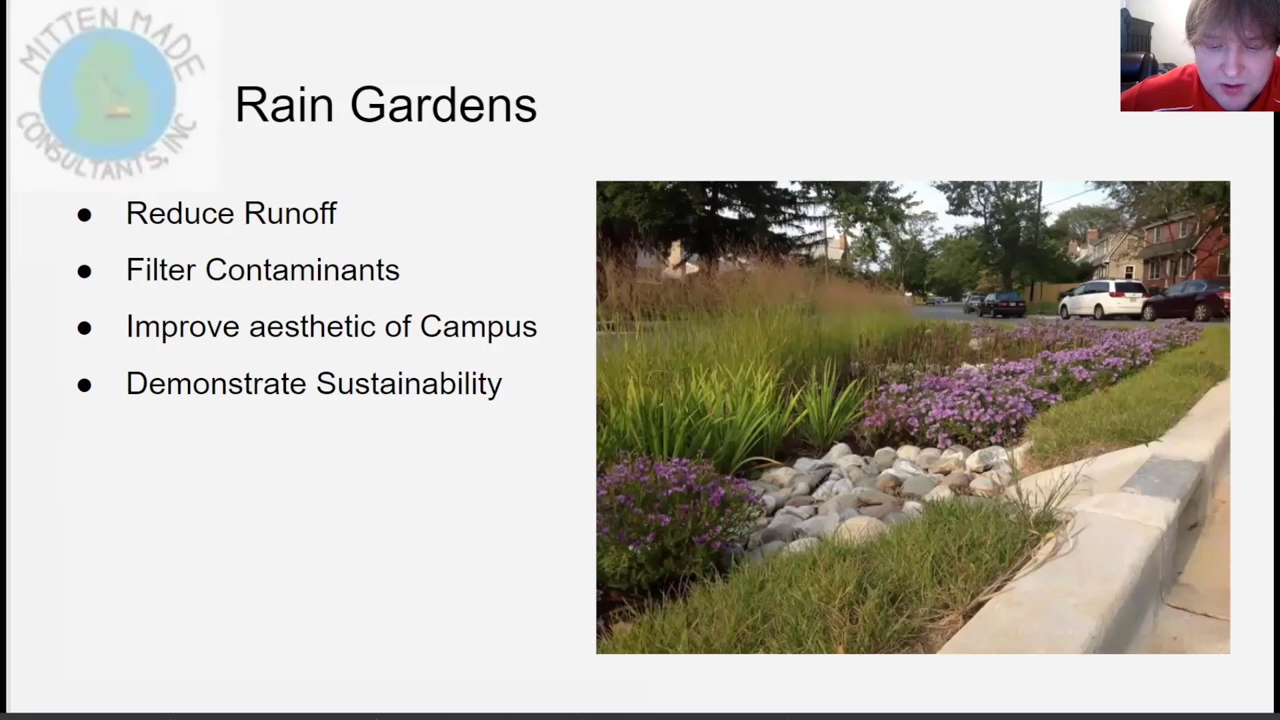 MITTEN MADE
CONSULTANTS, INC
Rain Gardens
● Reduce Runoff
● Filter Contaminants
● Improve aesthetic of Campus
● Demonstrate Sustainability